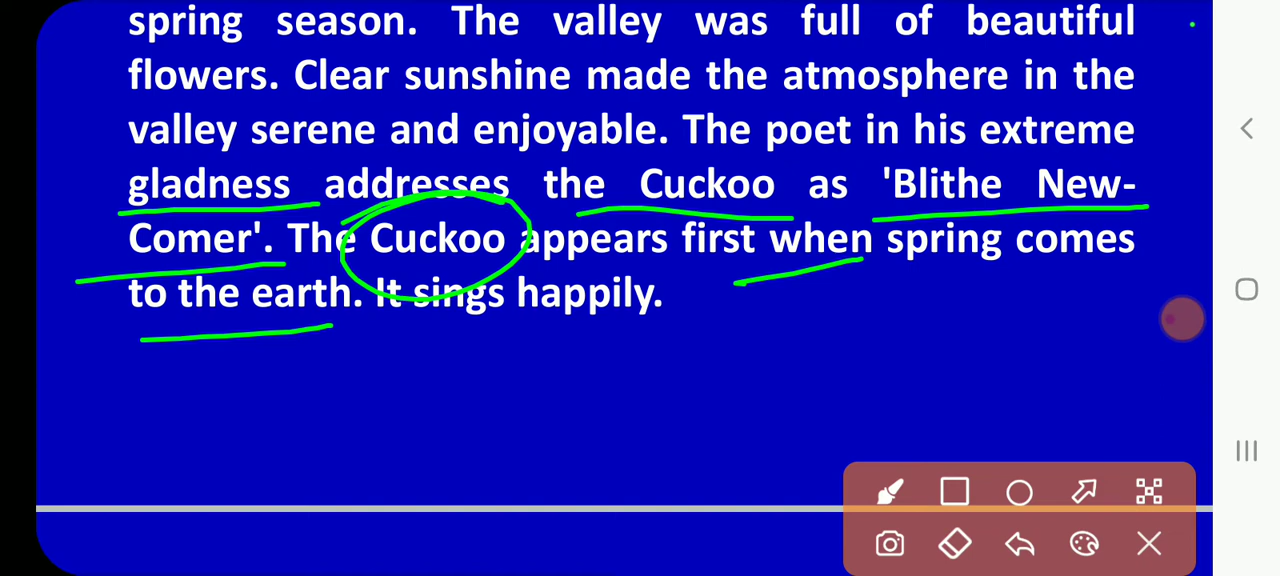 spring season. The valley was full of beautiful
flowers. Clear sunshine made the atmosphere in the
valley serene and enjoyable. The poet in his extreme
gladness addresses the Cuckoo as 'Blithe New-
Comer'. The Cuckoo appears first when spring comes
to the earth. It sings happily.